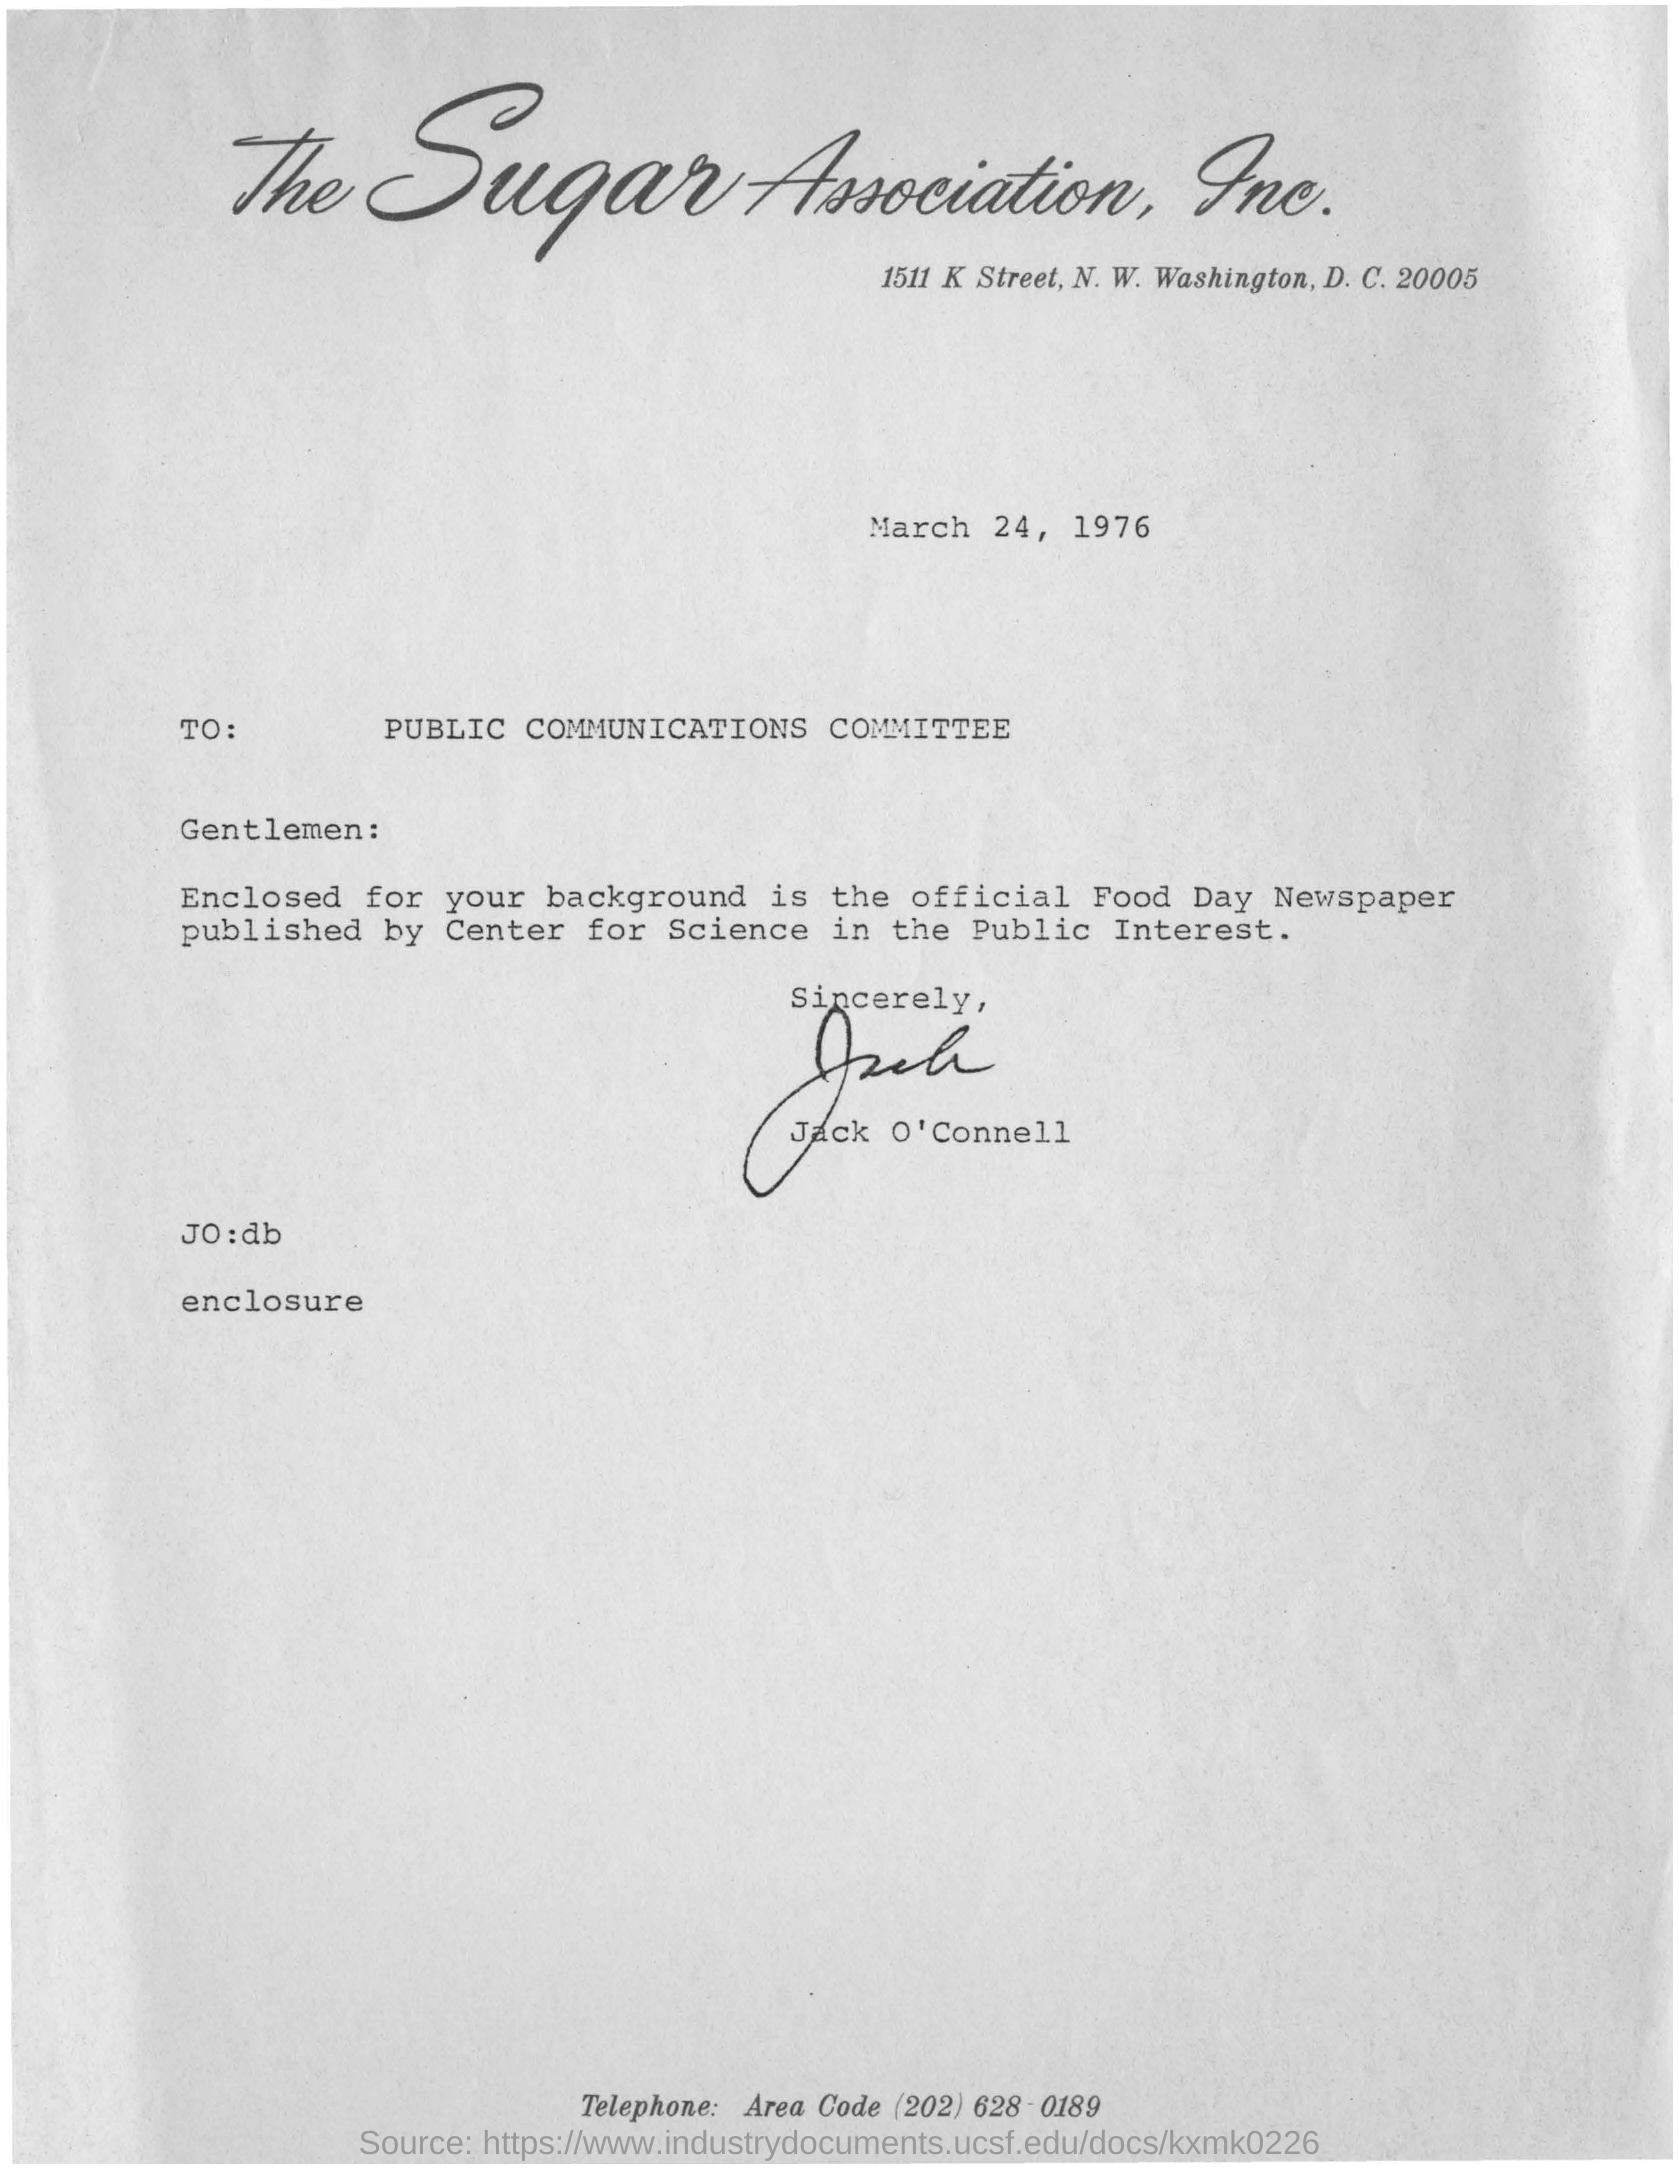 The Sugar Association, Inc.
1511 K Street, N. W. Washington, D. C. 20005
March 24, 1976
TO: PUBLIC COMMUNICATIONS COMMITTEE
Gentlemen:
Enclosed for your background is the official Food Day Newspaper
published by Center for Science in the Public Interest.
Sincerely,
Jack
Jack O'Connell
JO:db
enclosure
Telephone: Area Code (202) 628-0189
Source: https://www.industrydocuments.ucsf.edu/docs/kxmk0226